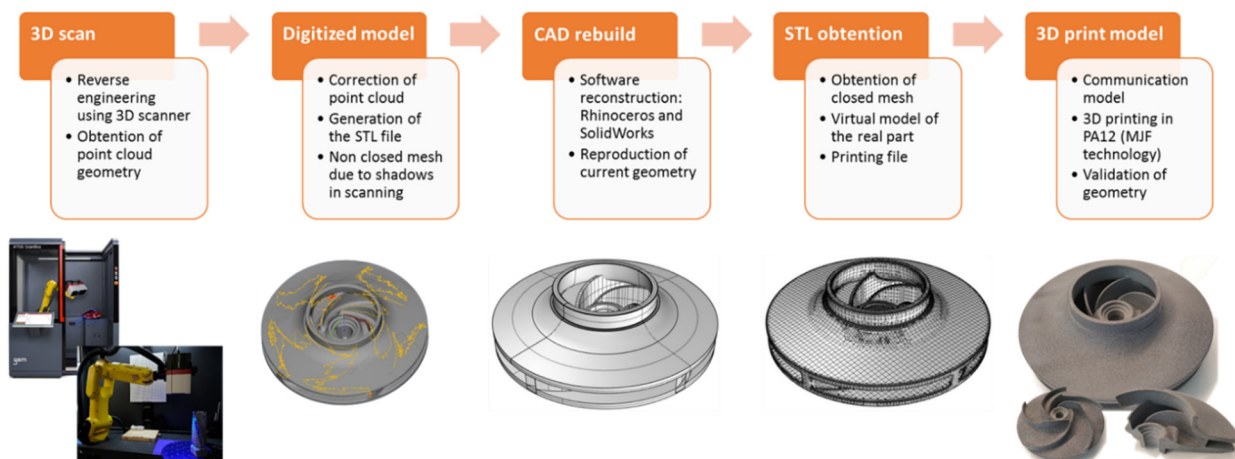 3D scan
• Reverse
engineering
using 3D scanner
• Obtention of
point cloud
geometry
Digitized model
• Correction of
point cloud
• Generation of
the STL file
• Non closed mesh
due to shadows
in scanning
CAD rebuild
• Software
reconstruction:
Rhinoceros and
SolidWorks
• Reproduction of
current geometry
STL obtention
• Obtention of
closed mesh
• Virtual model of
the real part
• Printing file
3D print model
• Communication
model
• 3D printing in
PA12 (MJF
technology)
• Validation of
geometry
gom